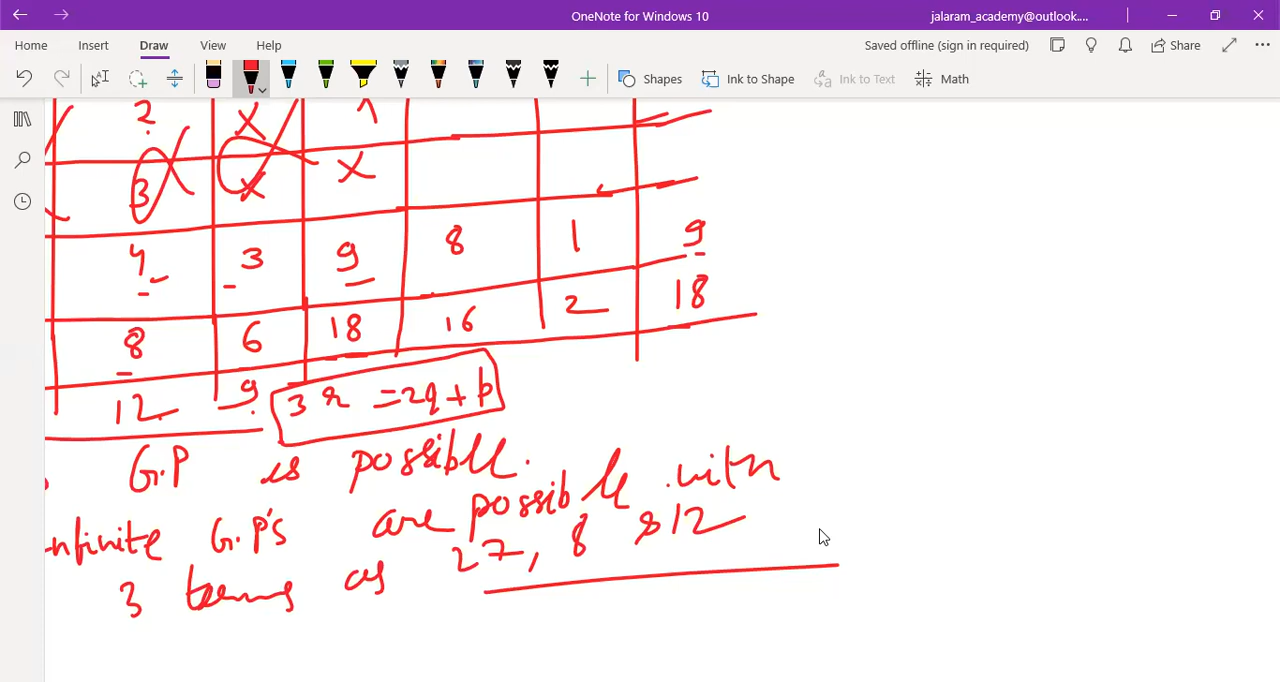 OneNote for Windows 10
jalaram_academy@outlook....
Home Insert Draw View Help
Saved offline (sign in required)
Share
Shapes Ink to Shape Ink to Text Math
2 X
3 X X
4 3 9 8 1 9
8 6 18 16 2 18
12 9 3r = 2q + p
G.P is possible.
nfinite G.P's are possible with
3 terms as 27, 8 & 12